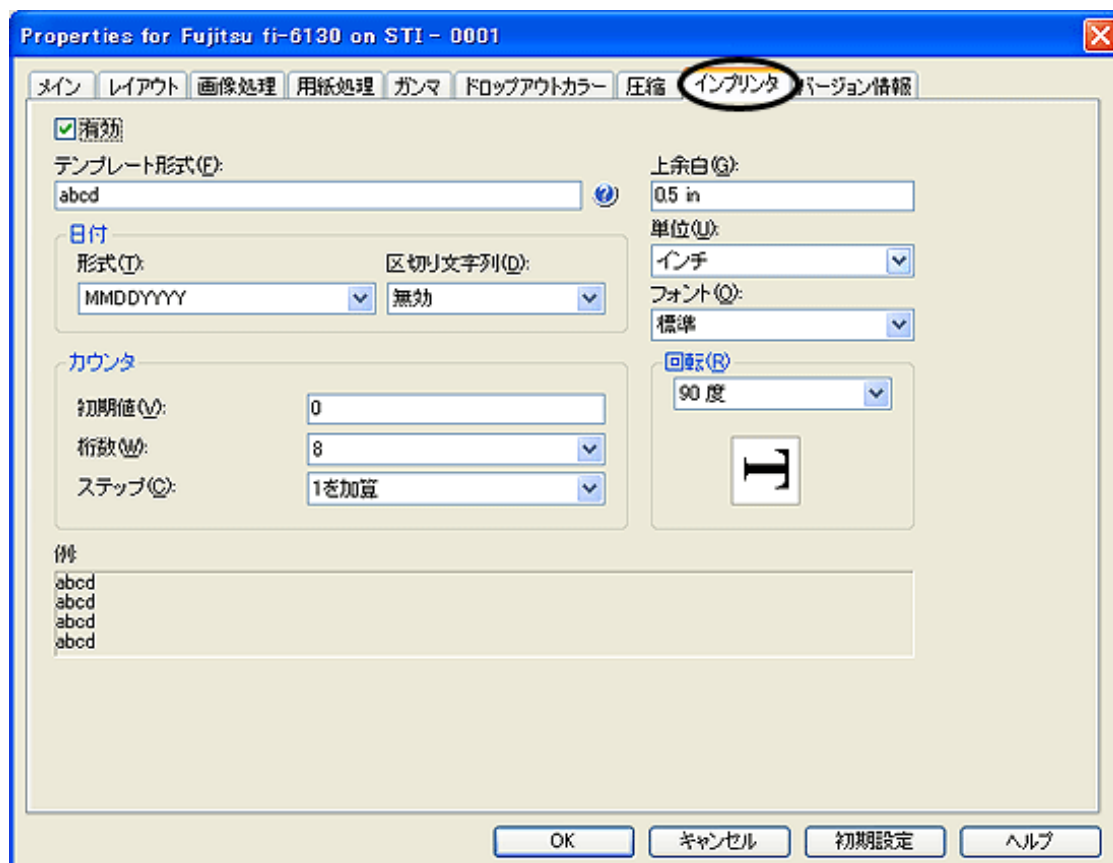 Properties for Fujitsu fi-6130 on STI - 0001
メイン レイアウト 画像処理 用紙処理 ガンマ ドロップアウトカラー 圧縮 インプリンタ バージョン情報
有効
テンプレート形式(F):
abcd
上余白(G):
0.5 in
日付
形式(T):
MMDDYYYY
区切り文字列(D):
無効
単位(U):
インチ
フォント(O):
標準
カウンタ
初期値(V):
0
桁数(W):
8
ステップ(C):
1を加算
回転(R)
90 度
T
例:
abcd
abcd
abcd
abcd
OK キャンセル 初期設定 ヘルプ